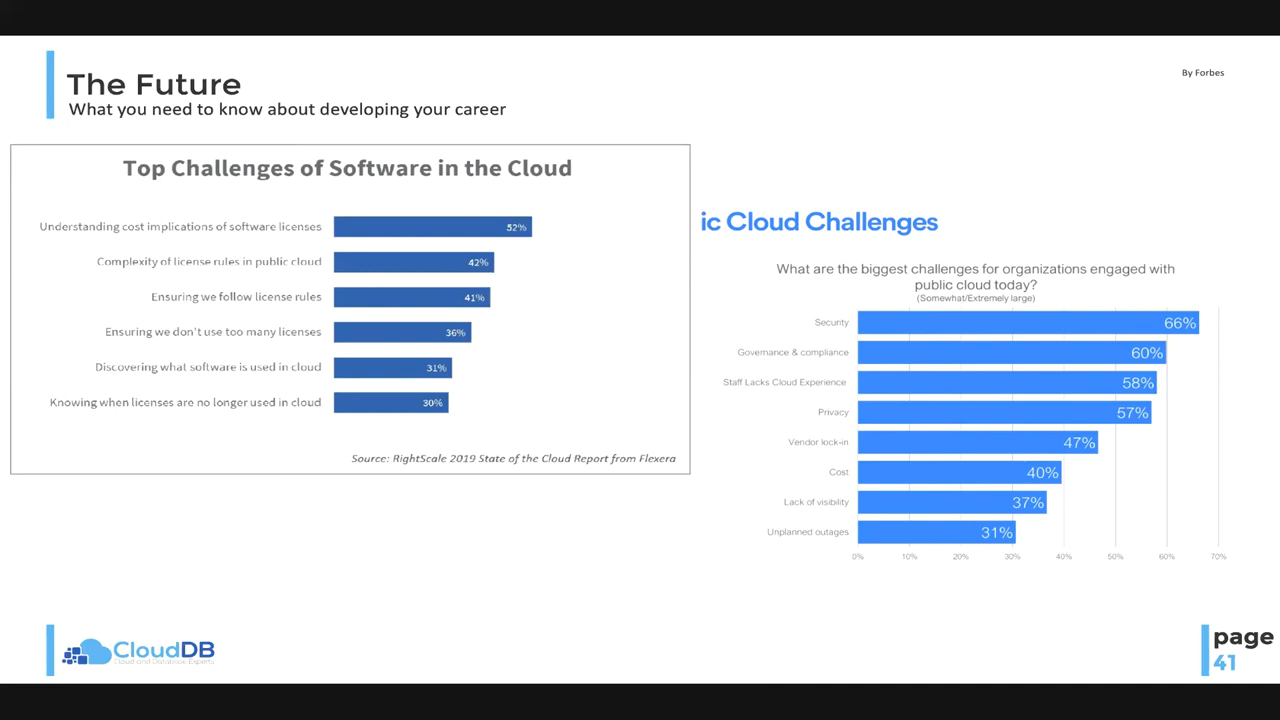 The Future
What you need to know about developing your career
By Forbes
Top Challenges of Software in the Cloud
Understanding cost implications of software licenses 52%
Complexity of license rules in public cloud 42%
Ensuring we follow license rules 41%
Ensuring we don't use too many licenses 36%
Discovering what software is used in cloud 31%
Knowing when licenses are no longer used in cloud 30%
Source: RightScale 2019 State of the Cloud Report from Flexera
ic Cloud Challenges
What are the biggest challenges for organizations engaged with
public cloud today?
(Somewhat/Extremely large)
Security 66%
Governance & compliance 60%
Staff Lacks Cloud Experience 58%
Privacy 57%
Vendor lock-in 47%
Cost 40%
Lack of visibility 37%
Unplanned outages 31%
0% 10% 20% 30% 40% 50% 60% 70%
CloudDB
Cloud and Database Experts
page
41